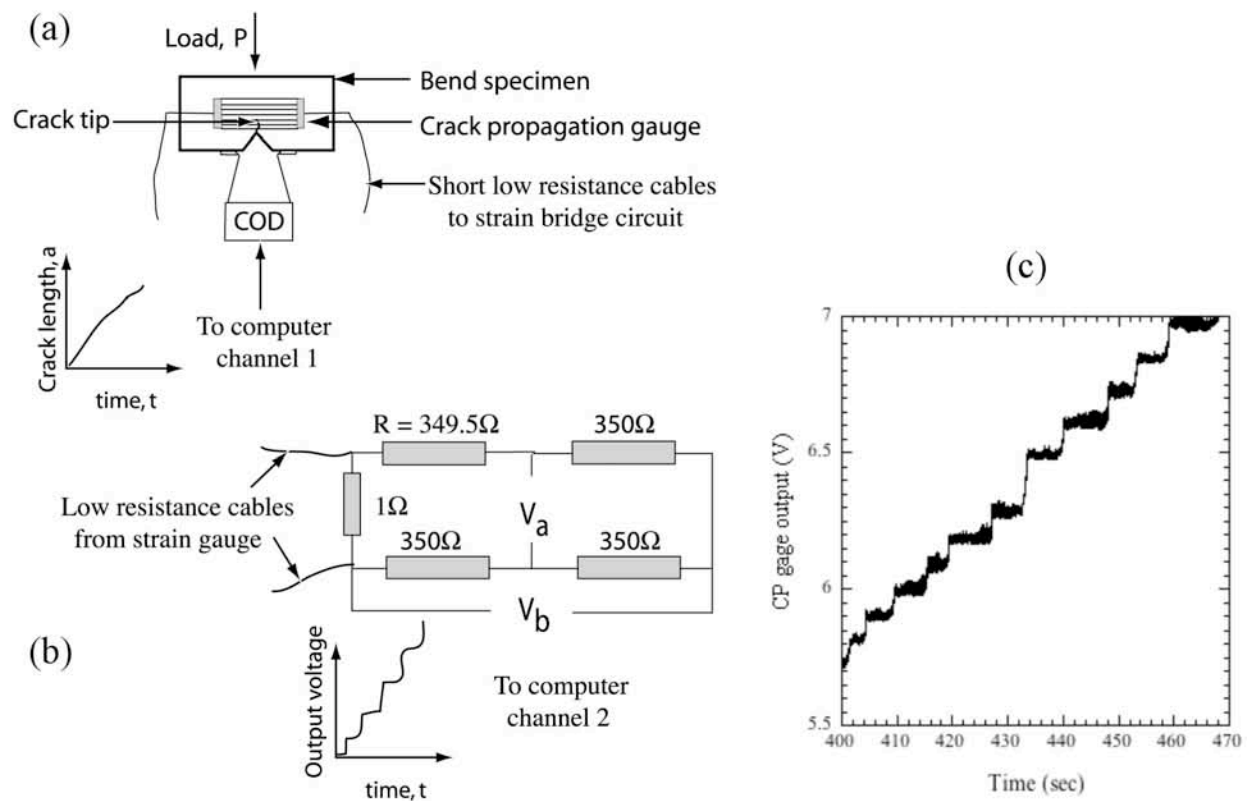 (a)
Load, P
Bend specimen
Crack tip
Crack propagation gauge
Short low resistance cables
to strain bridge circuit
COD
Crack length, a
time, t
To computer
channel 1
R = 349.5Ω
350Ω
Low resistance cables
from strain gauge
1Ω
Va
350Ω
350Ω
Vb
(b)
Output voltage
time, t
To computer
channel 2
(c)
CP gage output (V)
7
6.5
6
5.5
400
410
420
430
440
450
460
470
Time (sec)